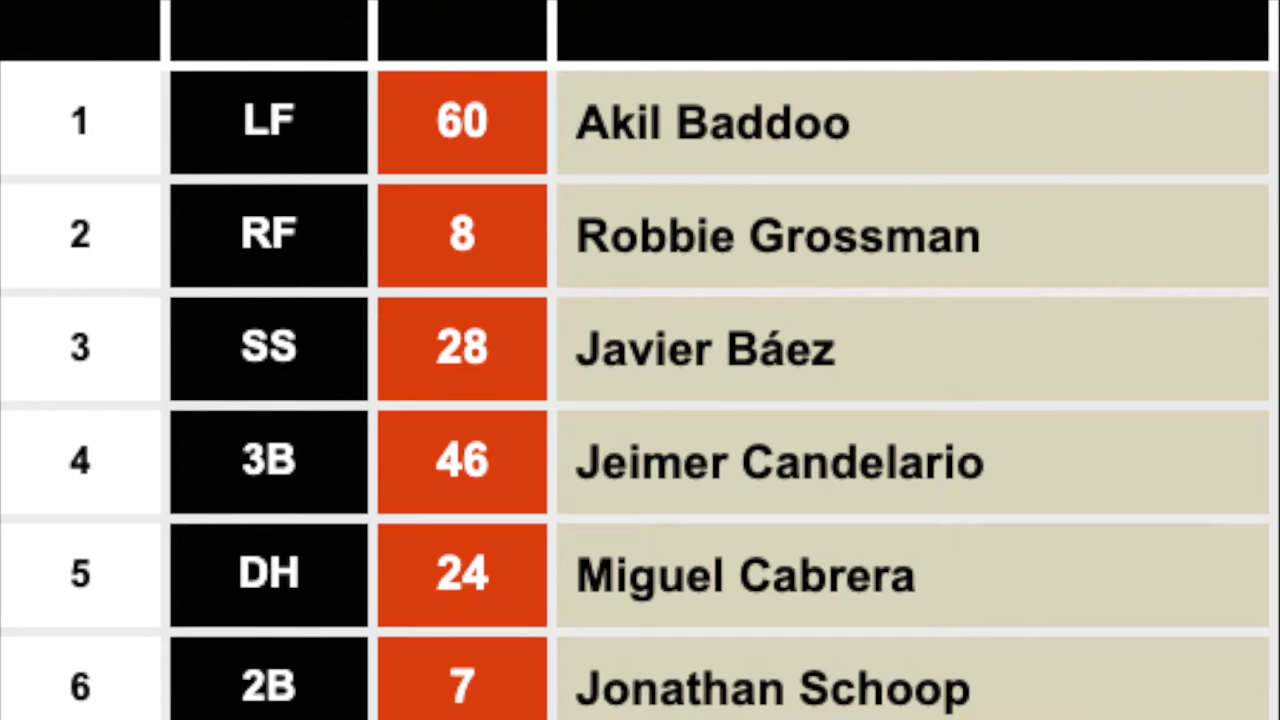 1 LF 60 Akil Baddoo
2 RF 8 Robbie Grossman
3 SS 28 Javier Báez
4 3B 46 Jeimer Candelario
5 DH 24 Miguel Cabrera
6 2B 7 Jonathan Schoop